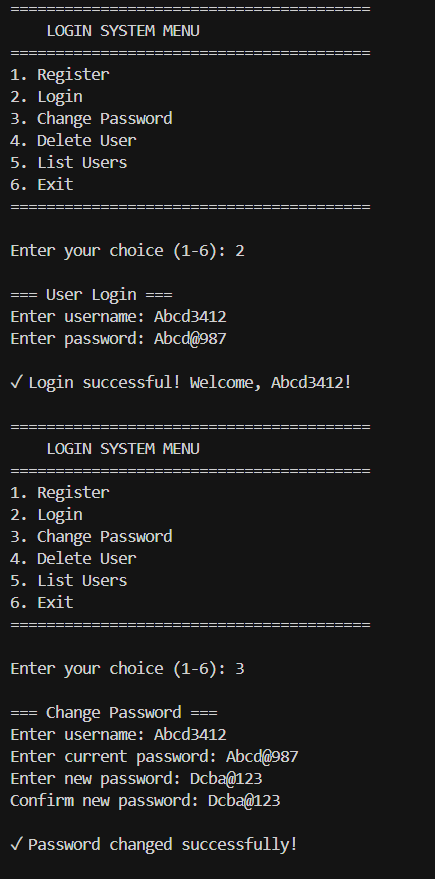 ========================================
    LOGIN SYSTEM MENU
========================================
1. Register
2. Login
3. Change Password
4. Delete User
5. List Users
6. Exit
========================================
Enter your choice (1-6): 2
=== User Login ===
Enter username: Abcd3412
Enter password: Abcd@987
✓ Login successful! Welcome, Abcd3412!
========================================
    LOGIN SYSTEM MENU
========================================
1. Register
2. Login
3. Change Password
4. Delete User
5. List Users
6. Exit
========================================
Enter your choice (1-6): 3
=== Change Password ===
Enter username: Abcd3412
Enter current password: Abcd@987
Enter new password: Dcba@123
Confirm new password: Dcba@123
✓ Password changed successfully!